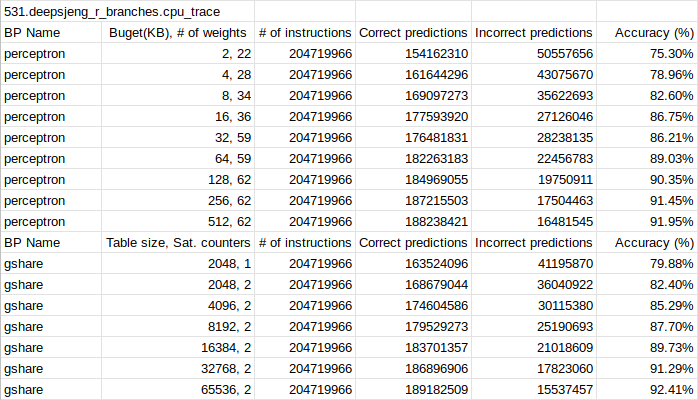 531.deepsjeng_r_branches.cpu_trace
BP Name Buget(KB), # of weights # of instructions Correct predictions Incorrect predictions Accuracy (%)
perceptron 2, 22 204719966 154162310 50557656 75.30%
perceptron 4, 28 204719966 161644296 43075670 78.96%
perceptron 8, 34 204719966 169097273 35622693 82.60%
perceptron 16, 36 204719966 177593920 27126046 86.75%
perceptron 32, 59 204719966 176481831 28238135 86.21%
perceptron 64, 59 204719966 182263183 22456783 89.03%
perceptron 128, 62 204719966 184969055 19750911 90.35%
perceptron 256, 62 204719966 187215503 17504463 91.45%
perceptron 512, 62 204719966 188238421 16481545 91.95%
BP Name Table size, Sat. counters # of instructions Correct predictions Incorrect predictions Accuracy (%)
gshare 2048, 1 204719966 163524096 41195870 79.88%
gshare 2048, 2 204719966 168679044 36040922 82.40%
gshare 4096, 2 204719966 174604586 30115380 85.29%
gshare 8192, 2 204719966 179529273 25190693 87.70%
gshare 16384, 2 204719966 183701357 21018609 89.73%
gshare 32768, 2 204719966 186896906 17823060 91.29%
gshare 65536, 2 204719966 189182509 15537457 92.41%